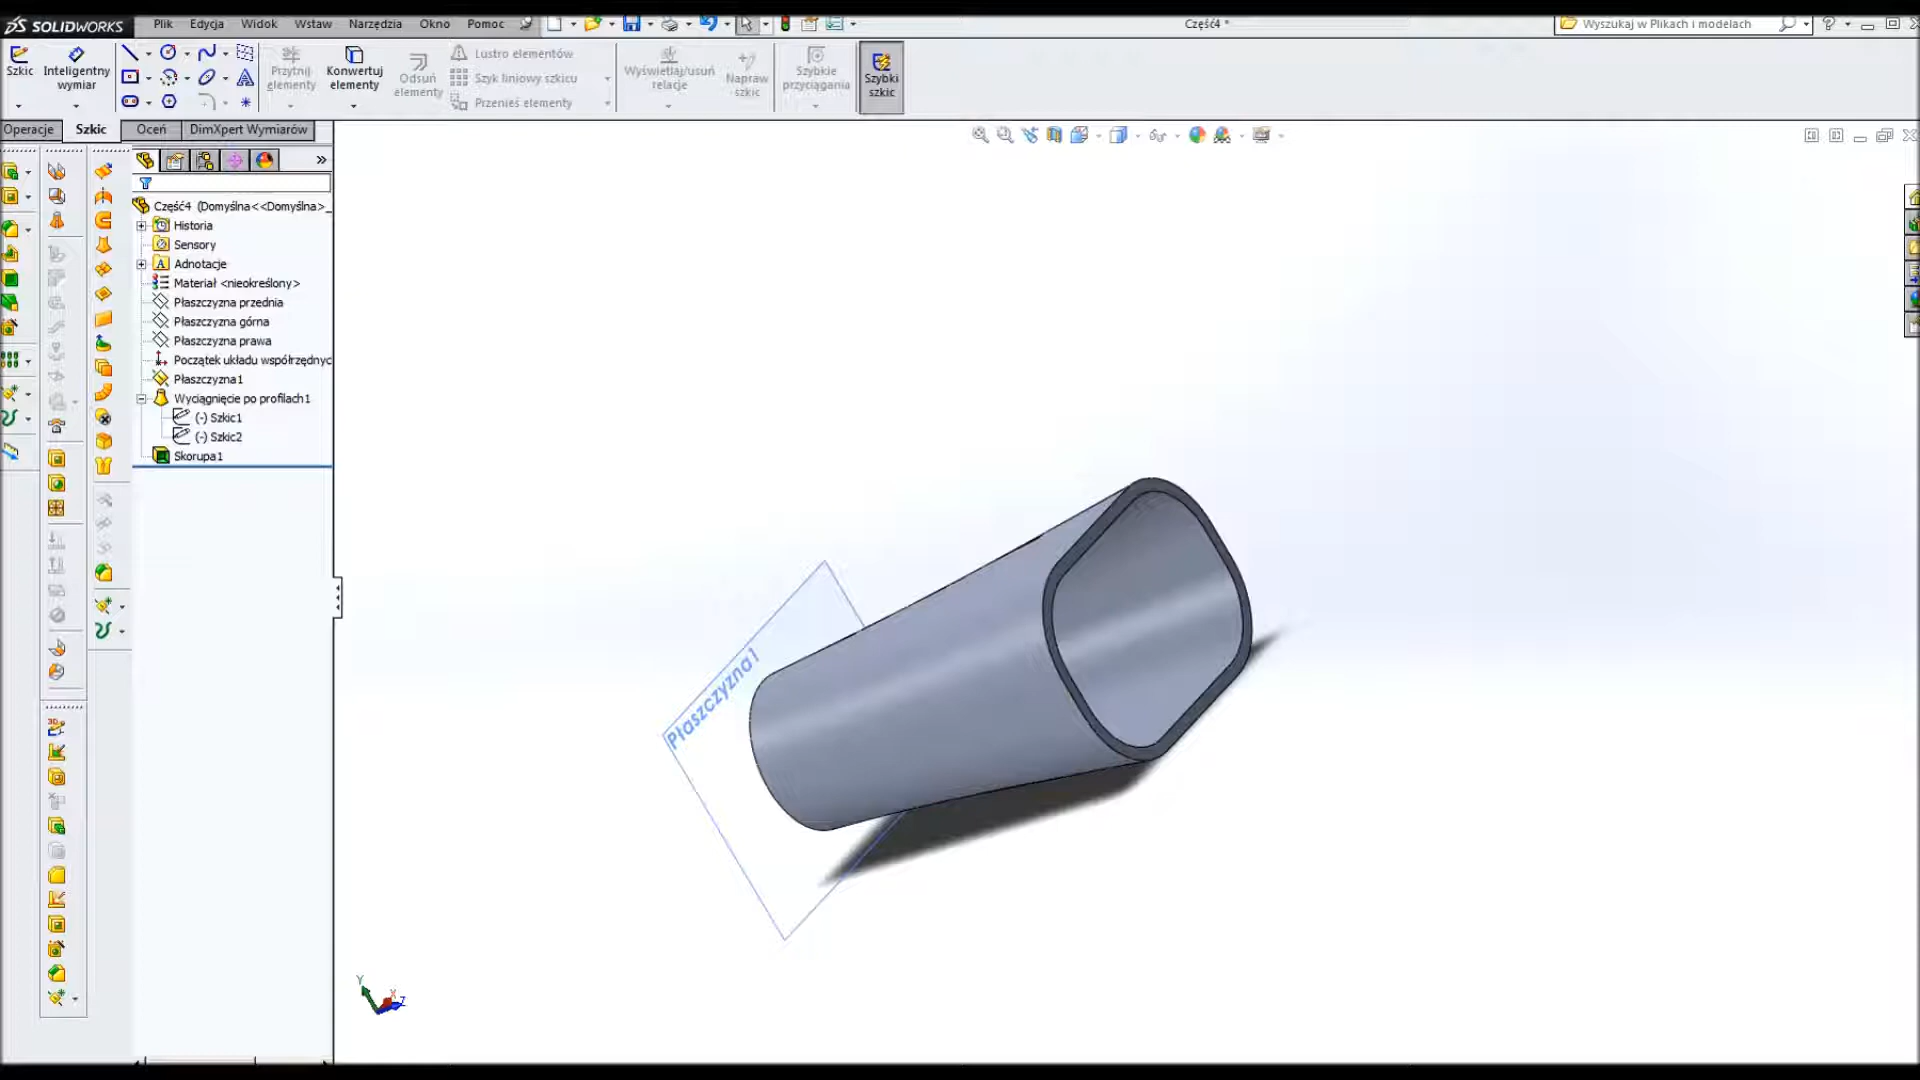 SOLIDWORKS
Plik Edycja Widok Wstaw Narzędzia Okno Pomoc
Część4 *
Wyszukaj w Plikach i modelach
Szkic
Inteligentny wymiar
Przytnij elementy
Konwertuj elementy
Odsuń elementy
Lustro elementów
Szyk liniowy szkicu
Przenieś elementy
Wyświetlaj/usuń relacje
Napraw szkic
Szybkie przyciągania
Szybki szkic
Operacje Szkic Oceń DimXpert Wymiarów
Część4 (Domyślna<<Domyślna>_
Historia
Sensory
Adnotacje
Materiał <nieokreślony>
Płaszczyzna przednia
Płaszczyzna górna
Płaszczyzna prawa
Początek układu współrzędnyc
Płaszczyzna1
Wyciągnięcie po profilach1
(-) Szkic1
(-) Szkic2
Skorupa1
Płaszczyzna1
Y
X
Z
3D